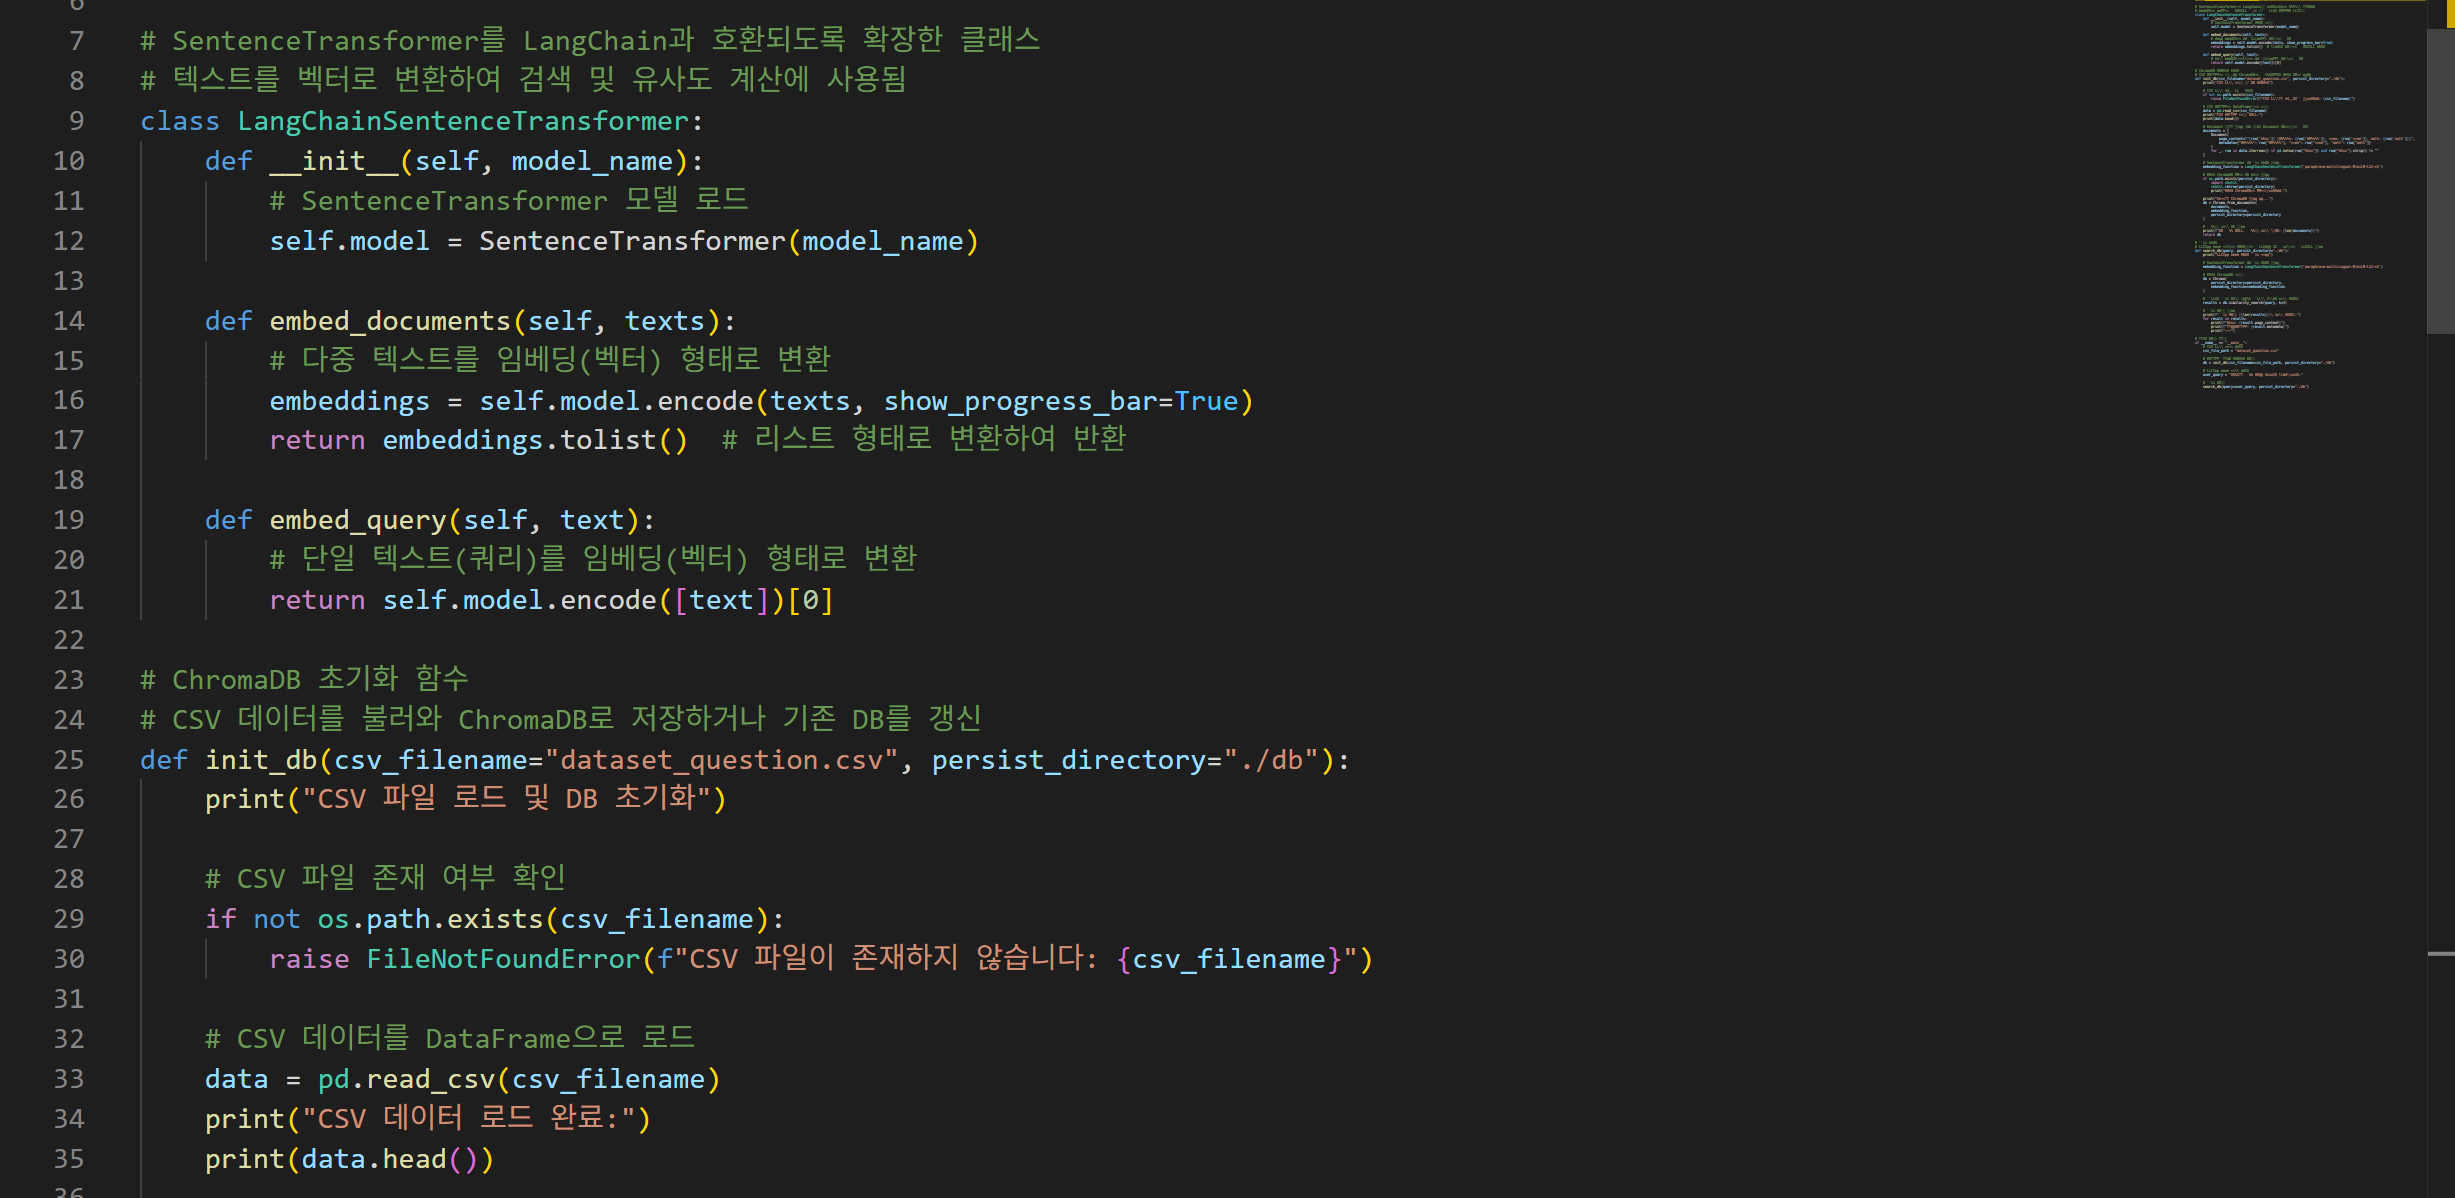 6
7 # SentenceTransformer를 LangChain과 호환되도록 확장한 클래스
8 # 텍스트를 벡터로 변환하여 검색 및 유사도 계산에 사용됨
9 class LangChainSentenceTransformer:
10     def __init__(self, model_name):
11         # SentenceTransformer 모델 로드
12         self.model = SentenceTransformer(model_name)
13
14     def embed_documents(self, texts):
15         # 다중 텍스트를 임베딩(벡터) 형태로 변환
16         embeddings = self.model.encode(texts, show_progress_bar=True)
17         return embeddings.tolist()  # 리스트 형태로 변환하여 반환
18
19     def embed_query(self, text):
20         # 단일 텍스트(쿼리)를 임베딩(벡터) 형태로 변환
21         return self.model.encode([text])[0]
22
23 # ChromaDB 초기화 함수
24 # CSV 데이터를 불러와 ChromaDB로 저장하거나 기존 DB를 갱신
25 def init_db(csv_filename="dataset_question.csv", persist_directory="./db"):
26     print("CSV 파일 로드 및 DB 초기화")
27
28     # CSV 파일 존재 여부 확인
29     if not os.path.exists(csv_filename):
30         raise FileNotFoundError(f"CSV 파일이 존재하지 않습니다: {csv_filename}")
31
32     # CSV 데이터를 DataFrame으로 로드
33     data = pd.read_csv(csv_filename)
34     print("CSV 데이터 로드 완료:")
35     print(data.head())
36